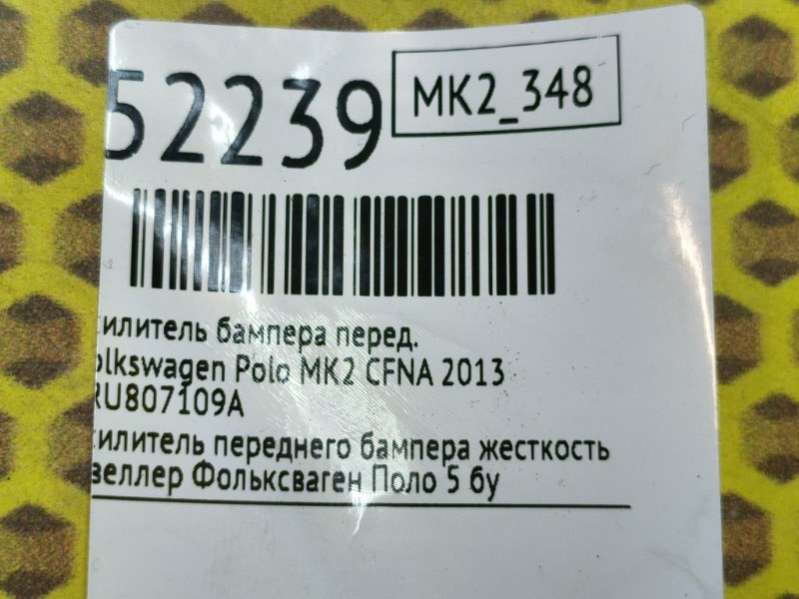 52239
MK2_348
силитель бампера перед.
olkswagen Polo MK2 CFNA 2013
RU807109A
силитель переднего бампера жесткость
веллер Фольксваген Поло 5 бу